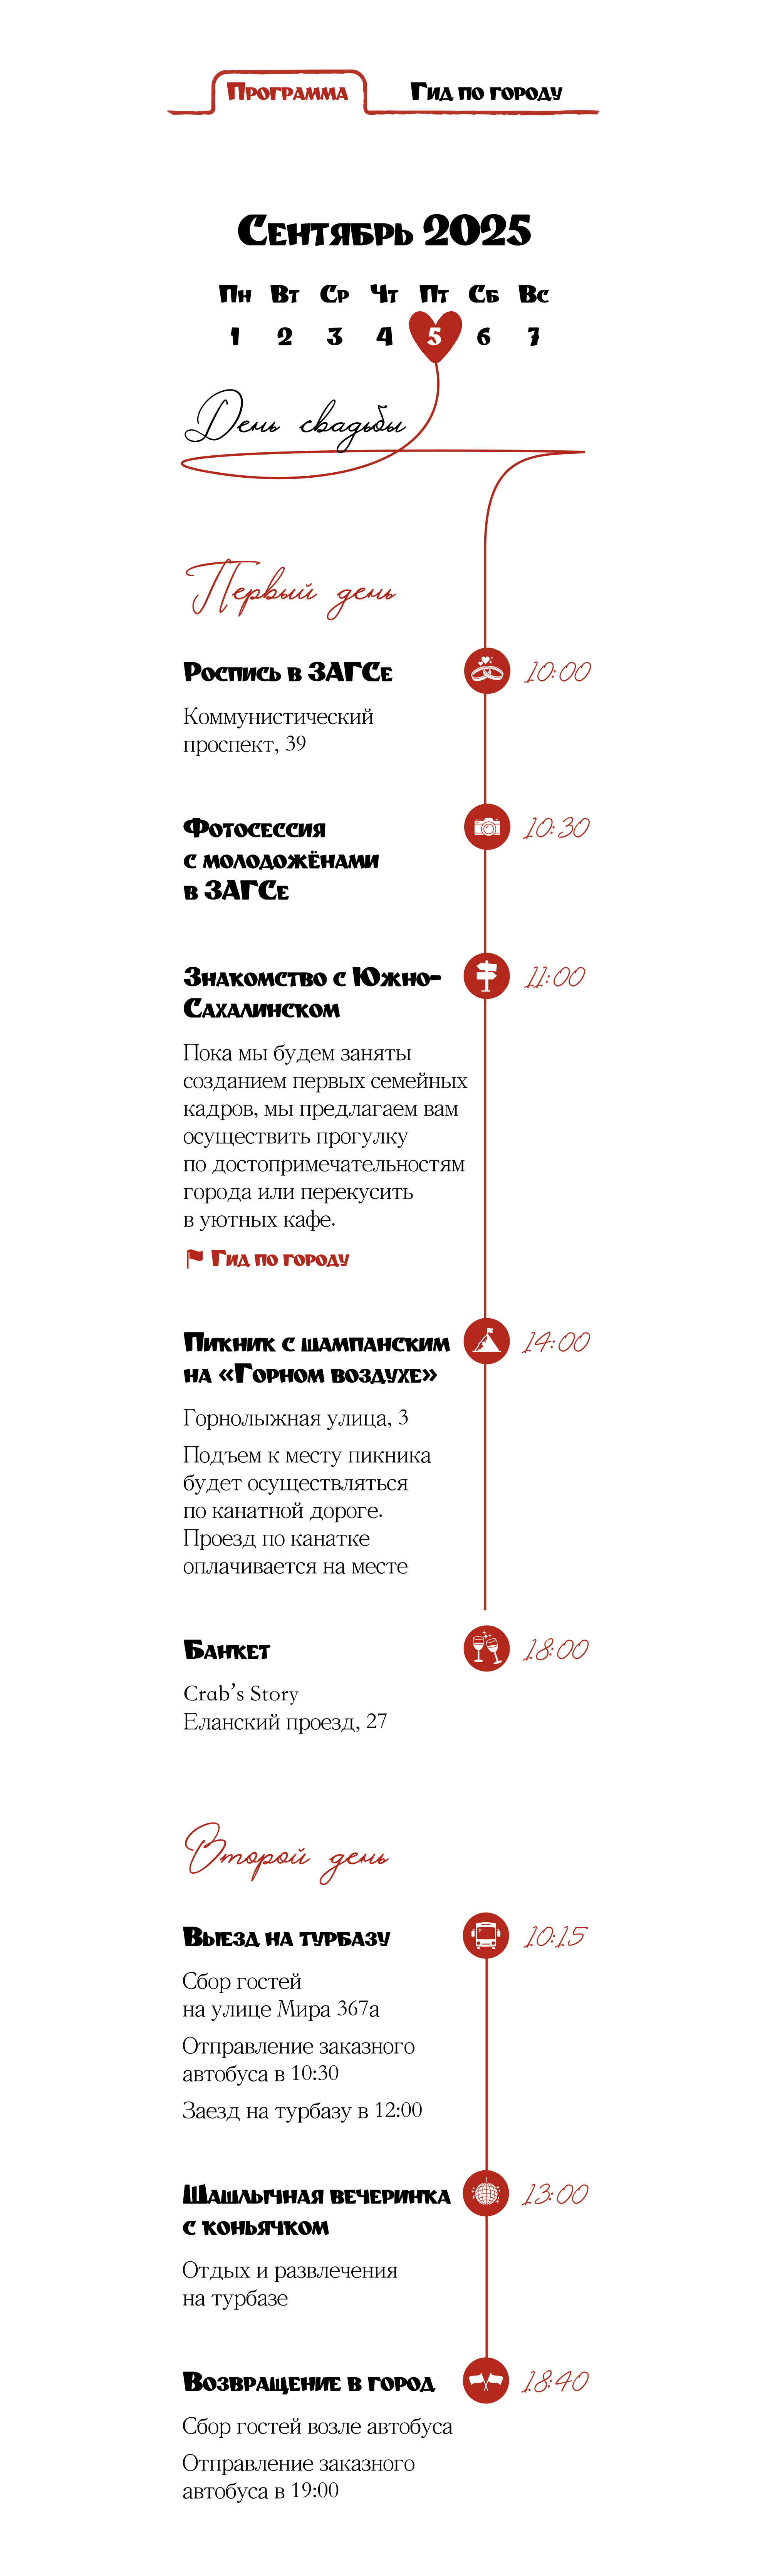 Программа Гид по городу
Сентябрь 2025
Пн Вт Ср Чт Пт Сб Вс
1 2 3 4 5 6 7
День свадьбы
Первый день
Роспись в ЗАГСе 10:00
Коммунистический
проспект, 39
Фотосессия 10:30
с молодожёнами
в ЗАГСе
Знакомство с Южно- 11:00
Сахалинском
Пока мы будем заняты
созданием первых семейных
кадров, мы предлагаем вам
осуществить прогулку
по достопримечательностям
города или перекусить
в уютных кафе.
Гид по городу
Пикник с шампанским 14:00
на «Горном воздухе»
Горнолыжная улица, 3
Подъем к месту пикника
будет осуществляться
по канатной дороге.
Проезд по канатке
оплачивается на месте
Банкет 18:00
Crab’s Story
Еланский проезд, 27
Второй день
Выезд на турбазу 10:15
Сбор гостей
на улице Мира 367а
Отправление заказного
автобуса в 10:30
Заезд на турбазу в 12:00
Шашлычная вечеринка 13:00
с коньячком
Отдых и развлечения
на турбазе
Возвращение в город 18:40
Сбор гостей возле автобуса
Отправление заказного
автобуса в 19:00